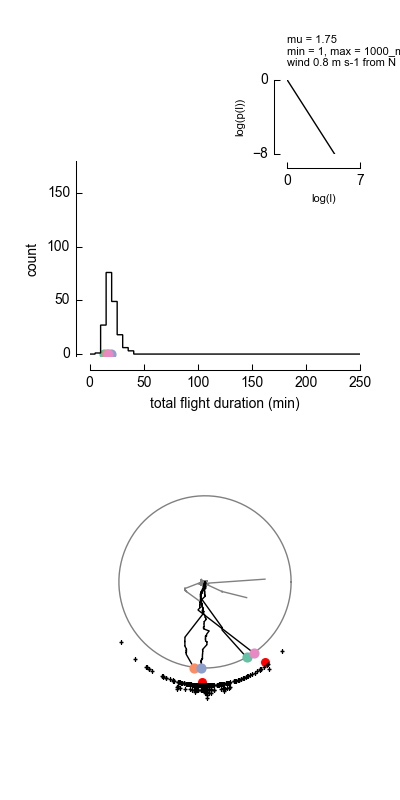 mu = 1.75
min = 1, max = 1000_m
wind 0.8 m s-1 from N
0
log(p(l))
−8
0
7
log(l)
150
100
50
0
count
0
50
100
150
200
250
total flight duration (min)